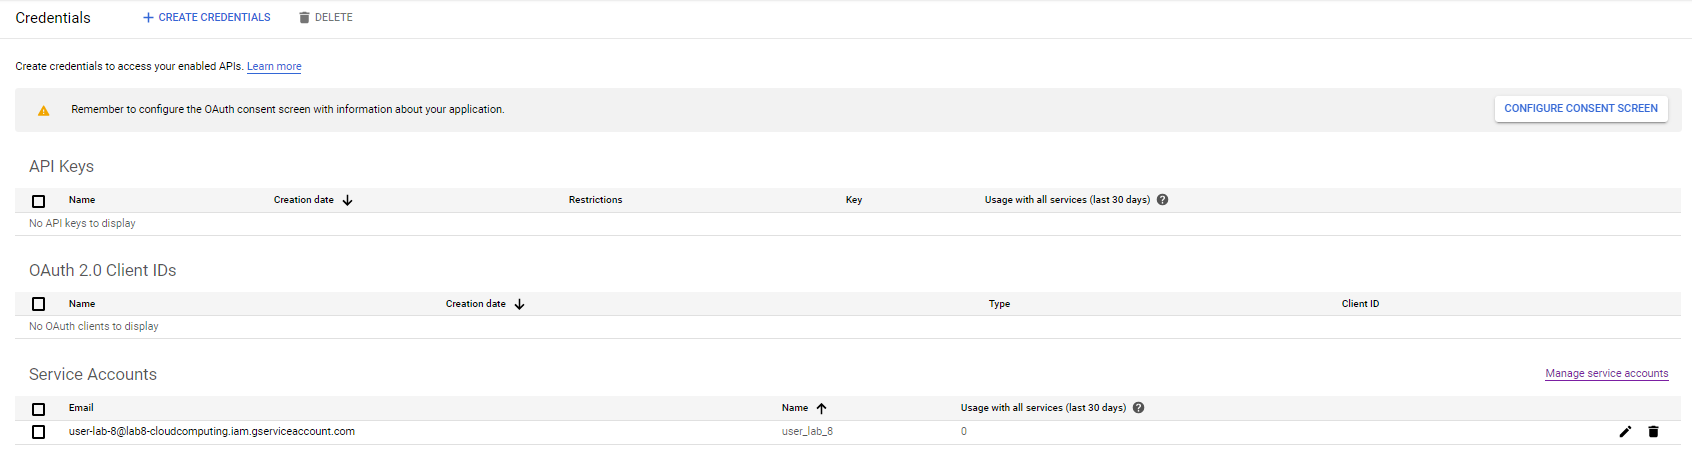 Credentials + CREATE CREDENTIALS DELETE
Create credentials to access your enabled APIs. Learn more
Remember to configure the OAuth consent screen with information about your application. CONFIGURE CONSENT SCREEN
API Keys
Name Creation date Restrictions Key Usage with all services (last 30 days) ?
No API keys to display
OAuth 2.0 Client IDs
Name Creation date Type Client ID
No OAuth clients to display
Service Accounts Manage service accounts
Email Name Usage with all services (last 30 days) ?
user-lab-8@lab8-cloudcomputing.iam.gserviceaccount.com user_lab_8 0